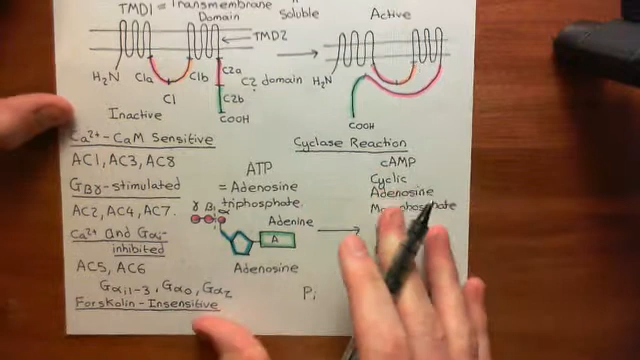 TMD1 = Transmembrane
Domain
Soluble
Active
TMD2
H2N
C1a
C1b
C2a
C2 domain
?
C2b
C1
COOH
H2N
COOH
Inactive
Ca2+-CaM Sensitive
AC1, AC3, AC8
Gβγ-stimulated
AC2, AC4, AC7.
Ca2+ and Gαi-
inhibited
AC5, AC6
Gαi1-3, Gαo, Gαz
Forskolin-Insensitive
Cyclase Reaction
ATP
= Adenosine
triphosphate
γ β α
Adenine
A
Adenosine
Pi
cAMP
Cyclic
Adenosine